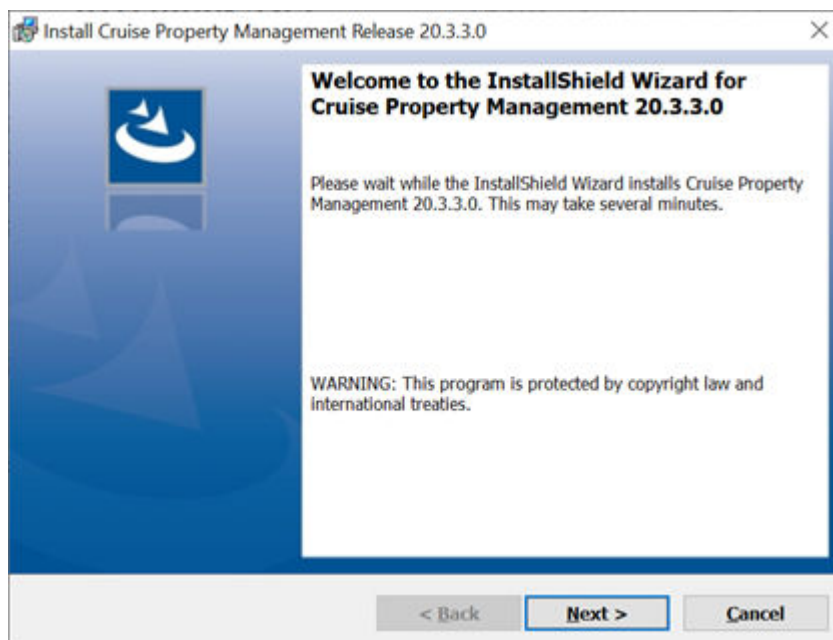 Install Cruise Property Management Release 20.3.3.0
Welcome to the InstallShield Wizard for
Cruise Property Management 20.3.3.0
Please wait while the InstallShield Wizard installs Cruise Property
Management 20.3.3.0. This may take several minutes.
WARNING: This program is protected by copyright law and
international treaties.
< Back
Next >
Cancel